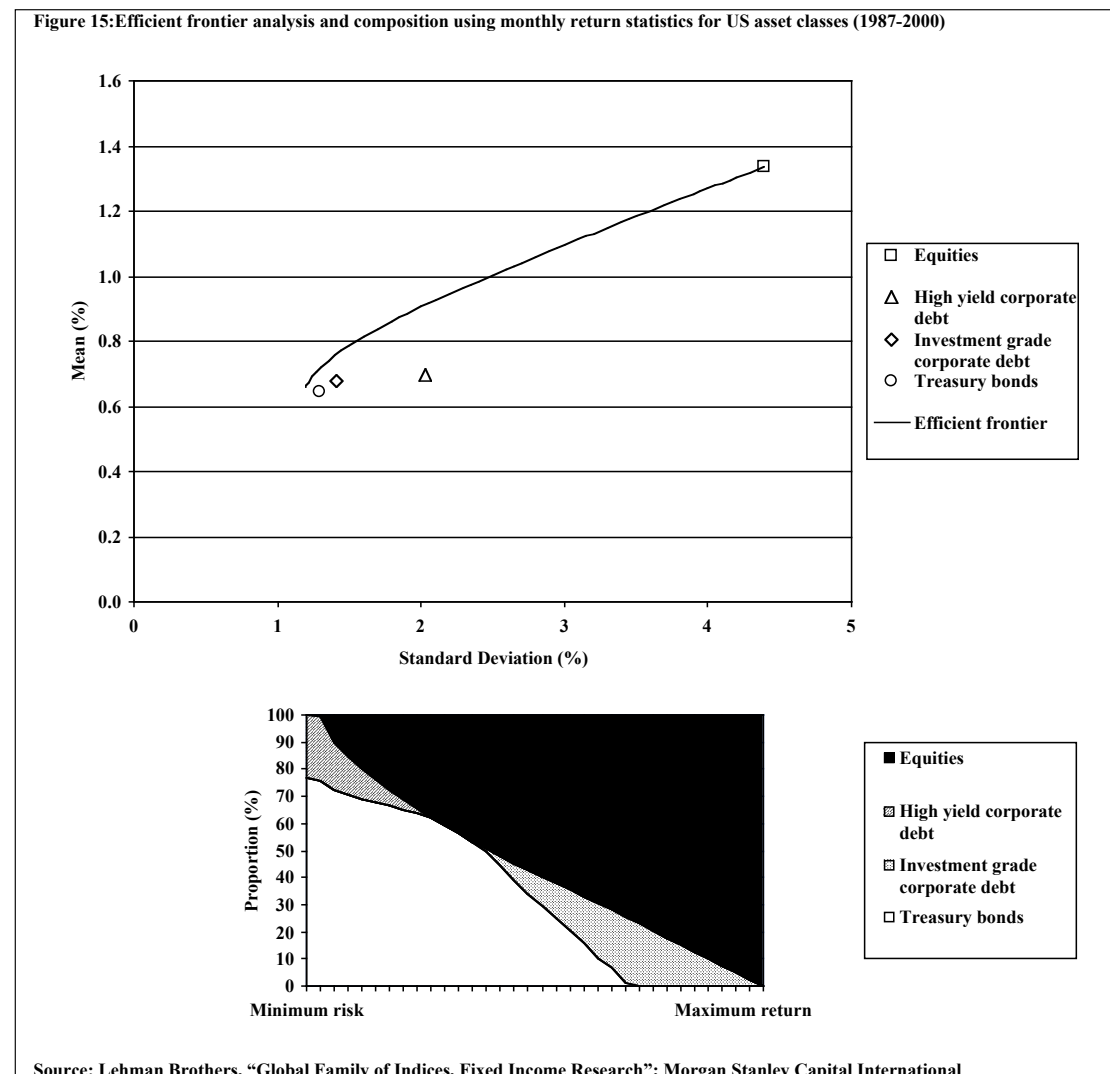 Figure 15:Efficient frontier analysis and composition using monthly return statistics for US asset classes (1987-2000)
1.6
1.4
1.2
1.0
0.8
0.6
0.4
0.2
0.0
Mean (%)
0 1 2 3 4 5
Standard Deviation (%)
Equities
High yield corporate
debt
Investment grade
corporate debt
Treasury bonds
Efficient frontier
100
90
80
70
60
50
40
30
20
10
0
Proportion (%)
Minimum risk Maximum return
Equities
High yield corporate
debt
Investment grade
corporate debt
Treasury bonds
Source: Lehman Brothers, “Global Family of Indices, Fixed Income Research”; Morgan Stanley Capital International